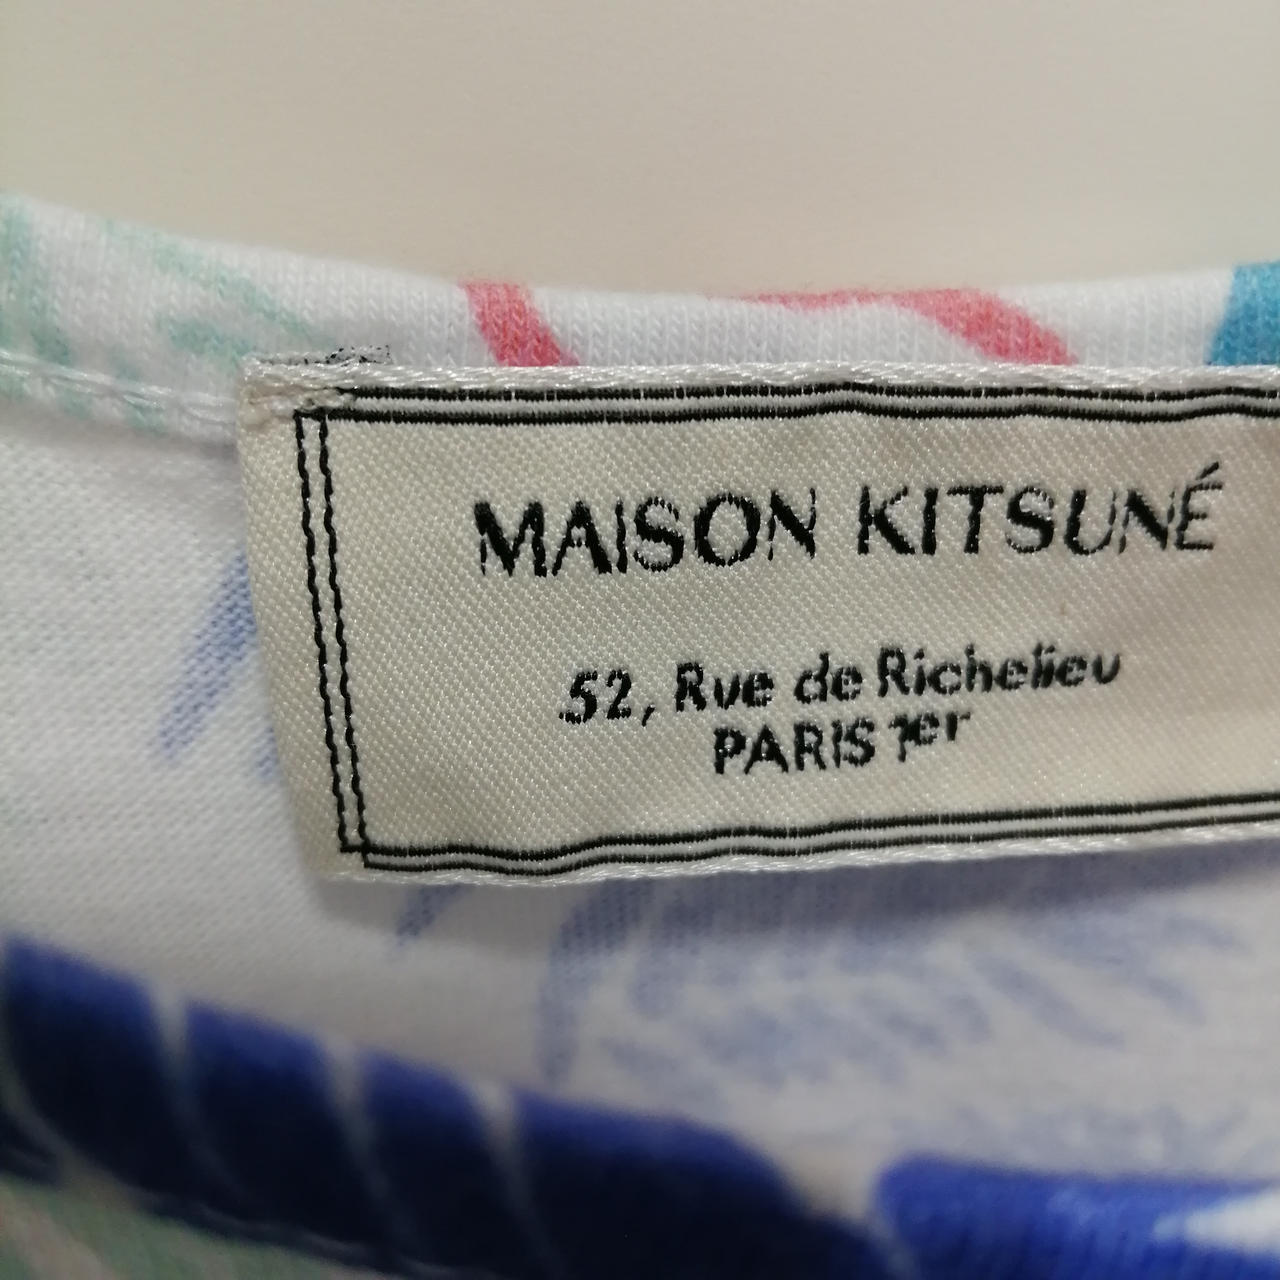 MAISON KITSUNÉ
52, Rue de Richelieu
PARIS 1er